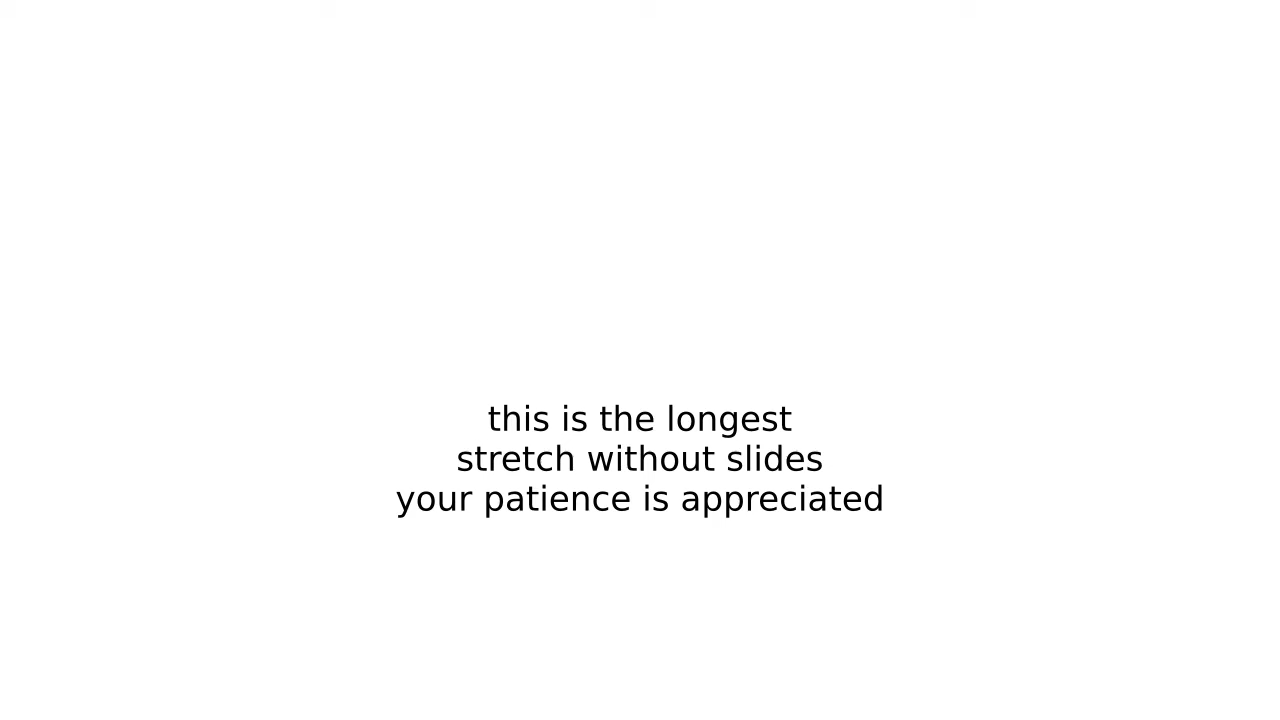 this is the longest
stretch without slides
your patience is appreciated